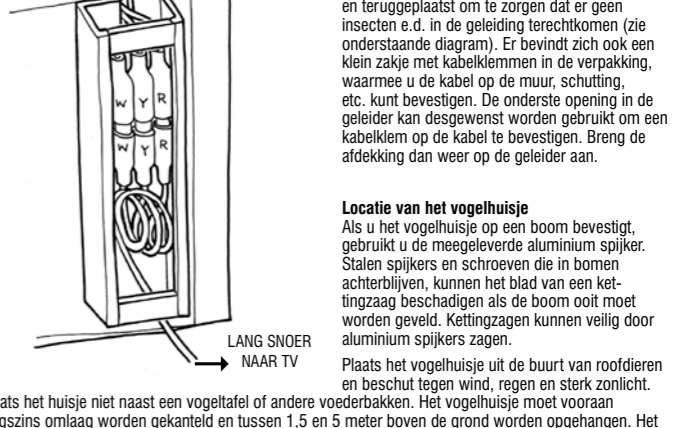 en teruggeplaatst om te zorgen dat er geen
insecten e.d. in de geleiding terechtkomen (zie
onderstaande diagram). Er bevindt zich ook een
klein zakje met kabelklemmen in de verpakking,
waarmee u de kabel op de muur, schutting,
etc. kunt bevestigen. De onderste opening in de
geleider kan desgewenst worden gebruikt om een
kabelklem op de kabel te bevestigen. Breng de
afdekking dan weer op de geleider aan.
W Y R
W Y R
LANG SNOER
NAAR TV
Locatie van het vogelhuisje
Als u het vogelhuisje op een boom bevestigt,
gebruikt u de meegeleverde aluminium spijker.
Stalen spijkers en schroeven die in bomen
achterblijven, kunnen het blad van een ket-
tingzaag beschadigen als de boom ooit moet
worden geveld. Kettingzagen kunnen veilig door
aluminium spijkers zagen.
Plaats het vogelhuisje uit de buurt van roofdieren
en beschut tegen wind, regen en sterk zonlicht.
ats het huisje niet naast een vogeltafel of andere voederbakken. Het vogelhuisje moet vooraan
gszins omlaag worden gekanteld en tussen 1,5 en 5 meter boven de grond worden opgehangen. Het